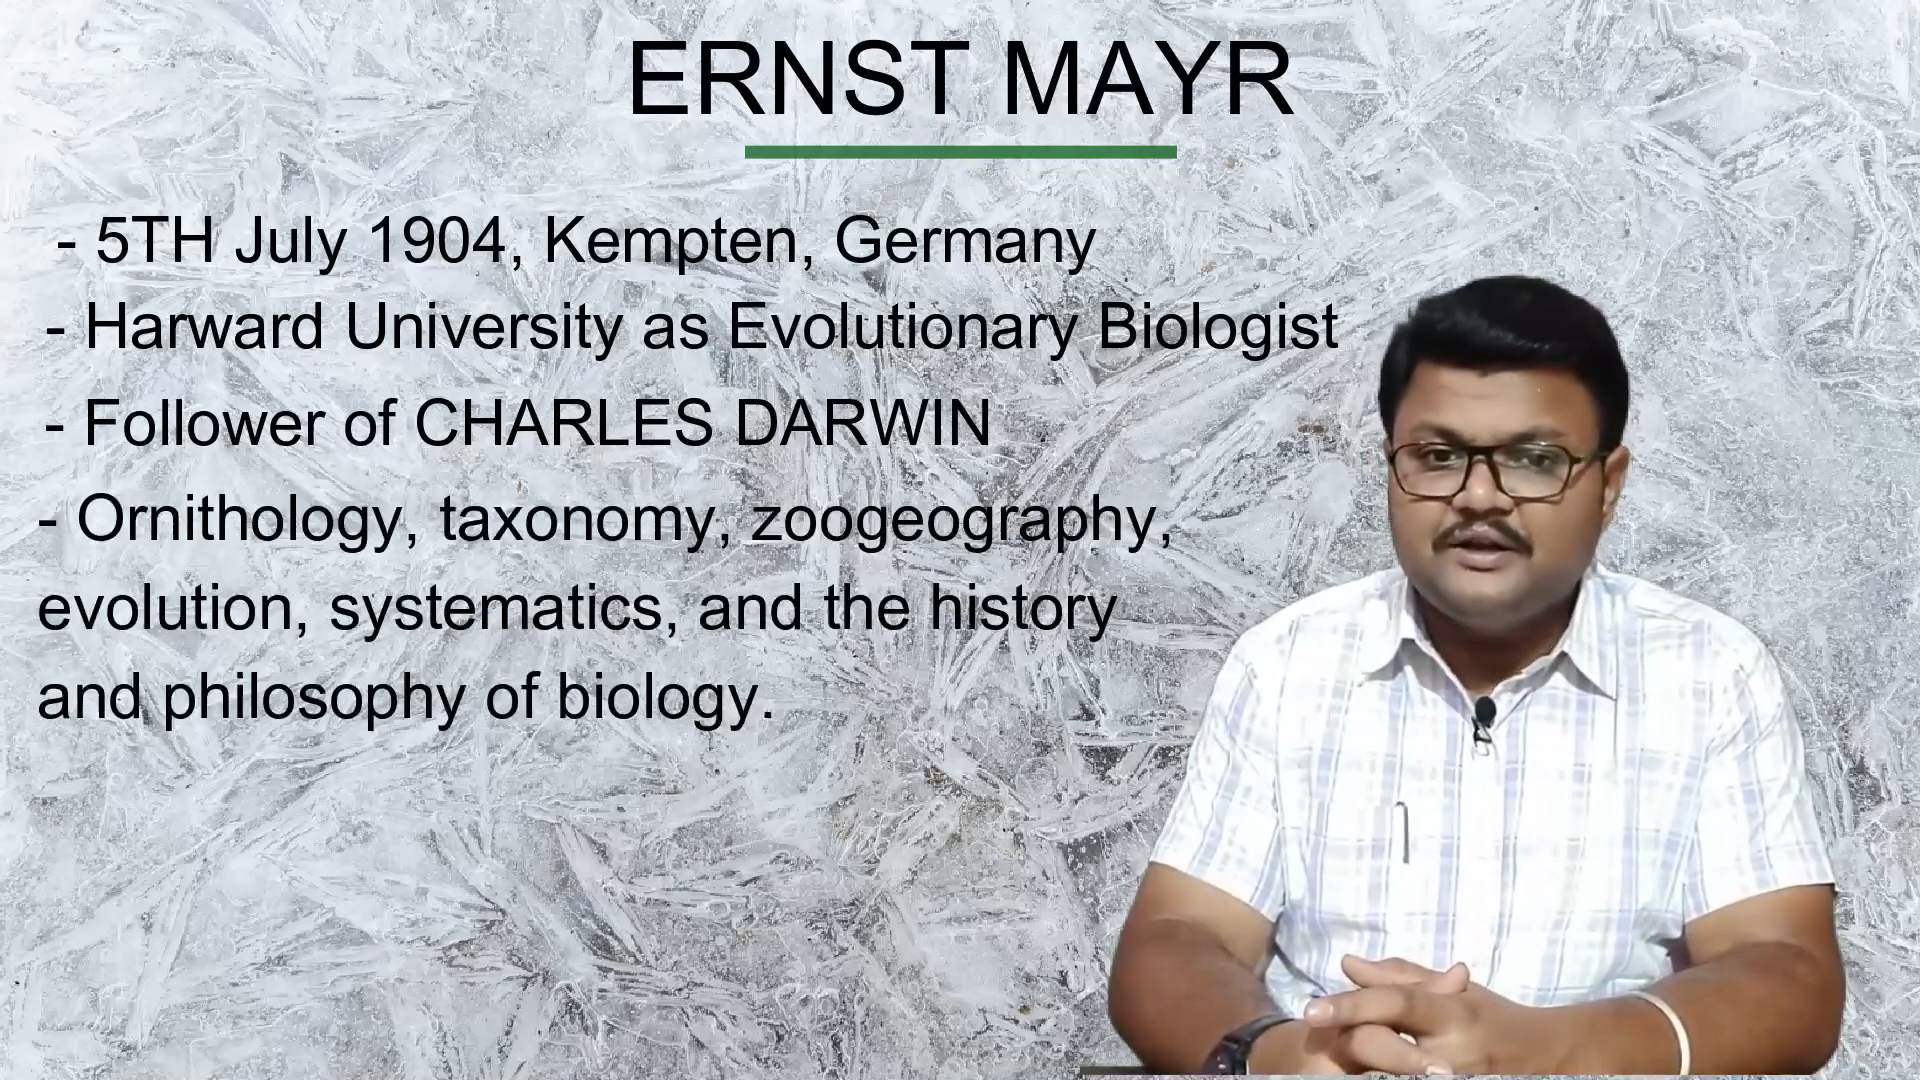 ERNST MAYR
- 5TH July 1904, Kempten, Germany
- Harward University as Evolutionary Biologist
- Follower of CHARLES DARWIN
- Ornithology, taxonomy, zoogeography,
evolution, systematics, and the history
and philosophy of biology.